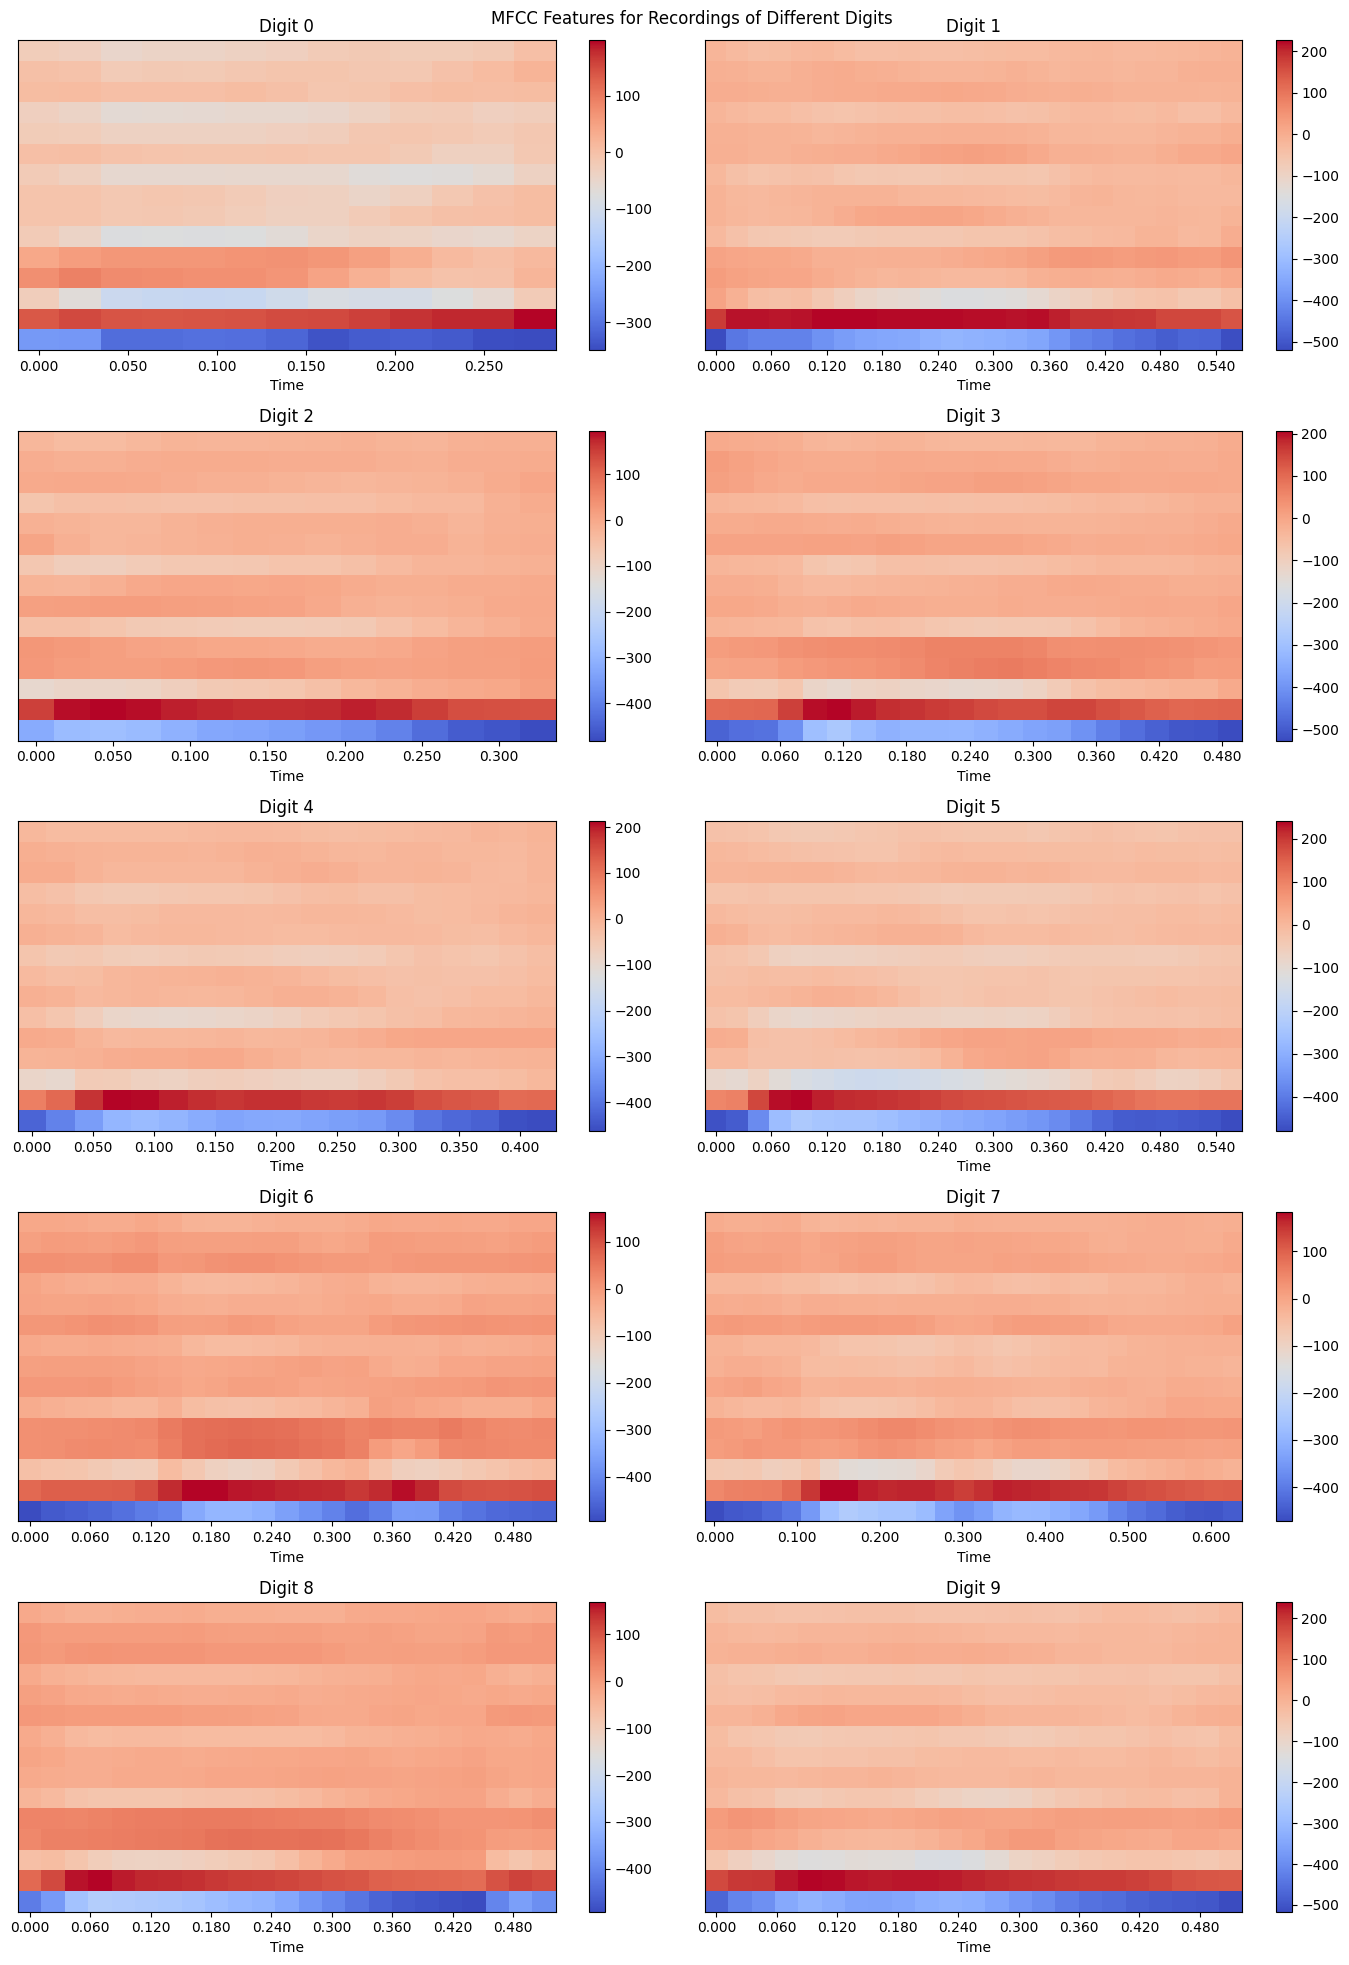 MFCC Features for Recordings of Different Digits
Digit 0
100
0
−100
−200
−300
0.000 0.050 0.100 0.150 0.200 0.250
Time
Digit 1
200
100
0
−100
−200
−300
−400
−500
0.000 0.060 0.120 0.180 0.240 0.300 0.360 0.420 0.480 0.540
Time
Digit 2
100
0
−100
−200
−300
−400
0.000 0.050 0.100 0.150 0.200 0.250 0.300
Time
Digit 3
200
100
0
−100
−200
−300
−400
−500
0.000 0.060 0.120 0.180 0.240 0.300 0.360 0.420 0.480
Time
Digit 4
200
100
0
−100
−200
−300
−400
0.000 0.050 0.100 0.150 0.200 0.250 0.300 0.350 0.400
Time
Digit 5
200
100
0
−100
−200
−300
−400
0.000 0.060 0.120 0.180 0.240 0.300 0.360 0.420 0.480 0.540
Time
Digit 6
100
0
−100
−200
−300
−400
0.000 0.060 0.120 0.180 0.240 0.300 0.360 0.420 0.480
Time
Digit 7
100
0
−100
−200
−300
−400
0.000 0.100 0.200 0.300 0.400 0.500 0.600
Time
Digit 8
100
0
−100
−200
−300
−400
0.000 0.060 0.120 0.180 0.240 0.300 0.360 0.420 0.480
Time
Digit 9
200
100
0
−100
−200
−300
−400
−500
0.000 0.060 0.120 0.180 0.240 0.300 0.360 0.420 0.480
Time